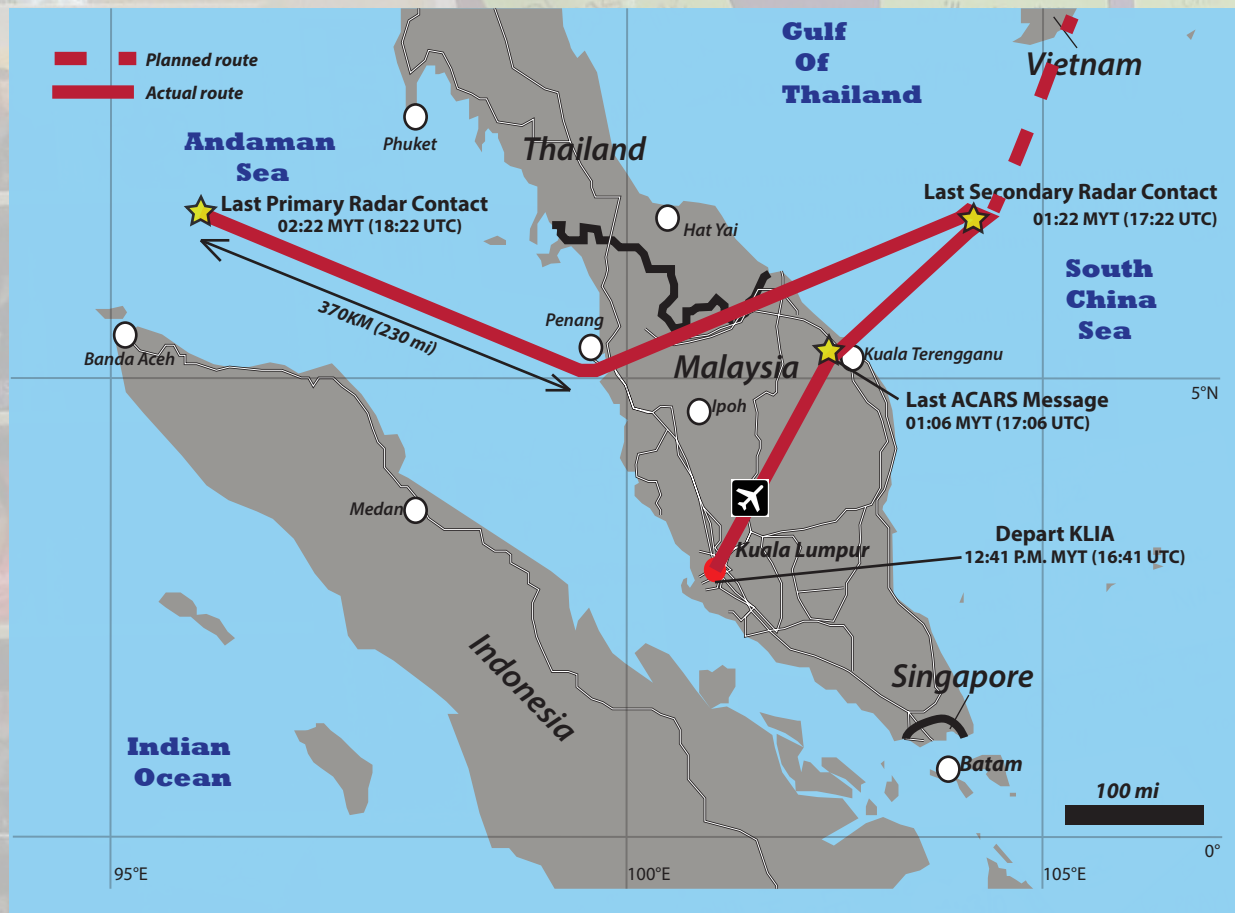 Planned route
Actual route
Gulf
Of
Thailand
Vietnam
Andaman
Sea
Phuket
Thailand
Last Primary Radar Contact
02:22 MYT (18:22 UTC)
Last Secondary Radar Contact
01:22 MYT (17:22 UTC)
Hat Yai
South
China
Sea
370KM (230 mi)
Penang
Banda Aceh
Malaysia
Kuala Terengganu
5°N
Last ACARS Message
01:06 MYT (17:06 UTC)
Ipoh
Medan
Depart KLIA
12:41 P.M. MYT (16:41 UTC)
Kuala Lumpur
Indonesia
Singapore
Indian
Ocean
Batam
100 mi
0°
95°E
100°E
105°E